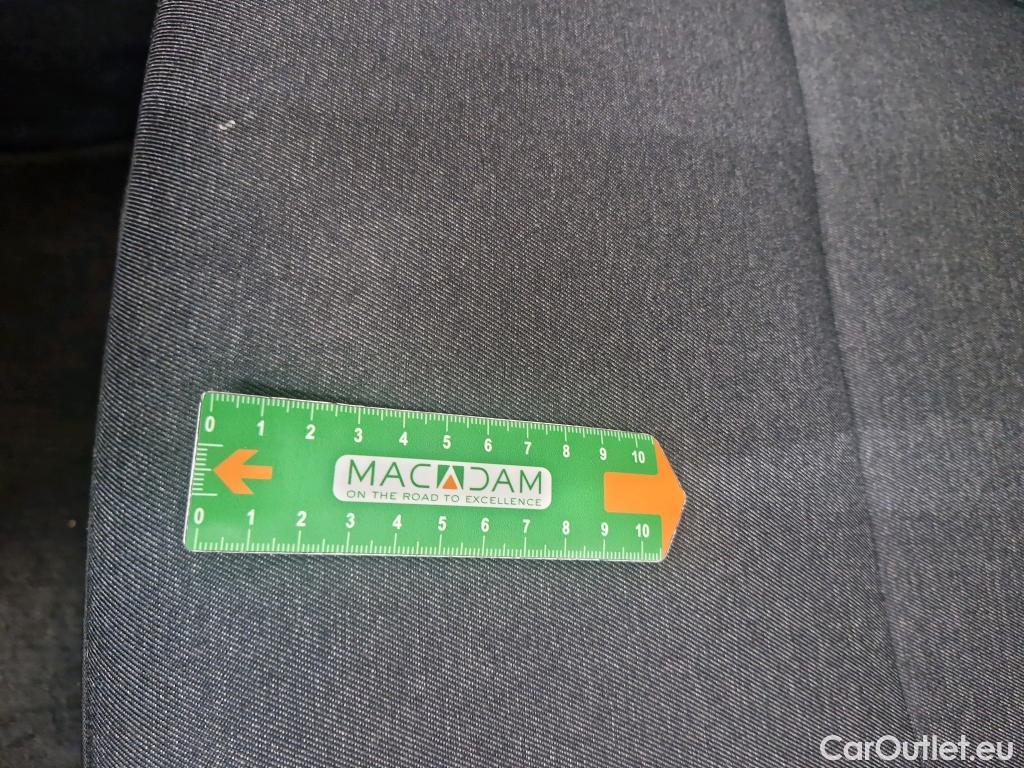 0 1 2 3 4 5 6 7 8 9 10
MACADAM
ON THE ROAD TO EXCELLENCE
0 1 2 3 4 5 6 7 8 9 10
CarOutlet.eu